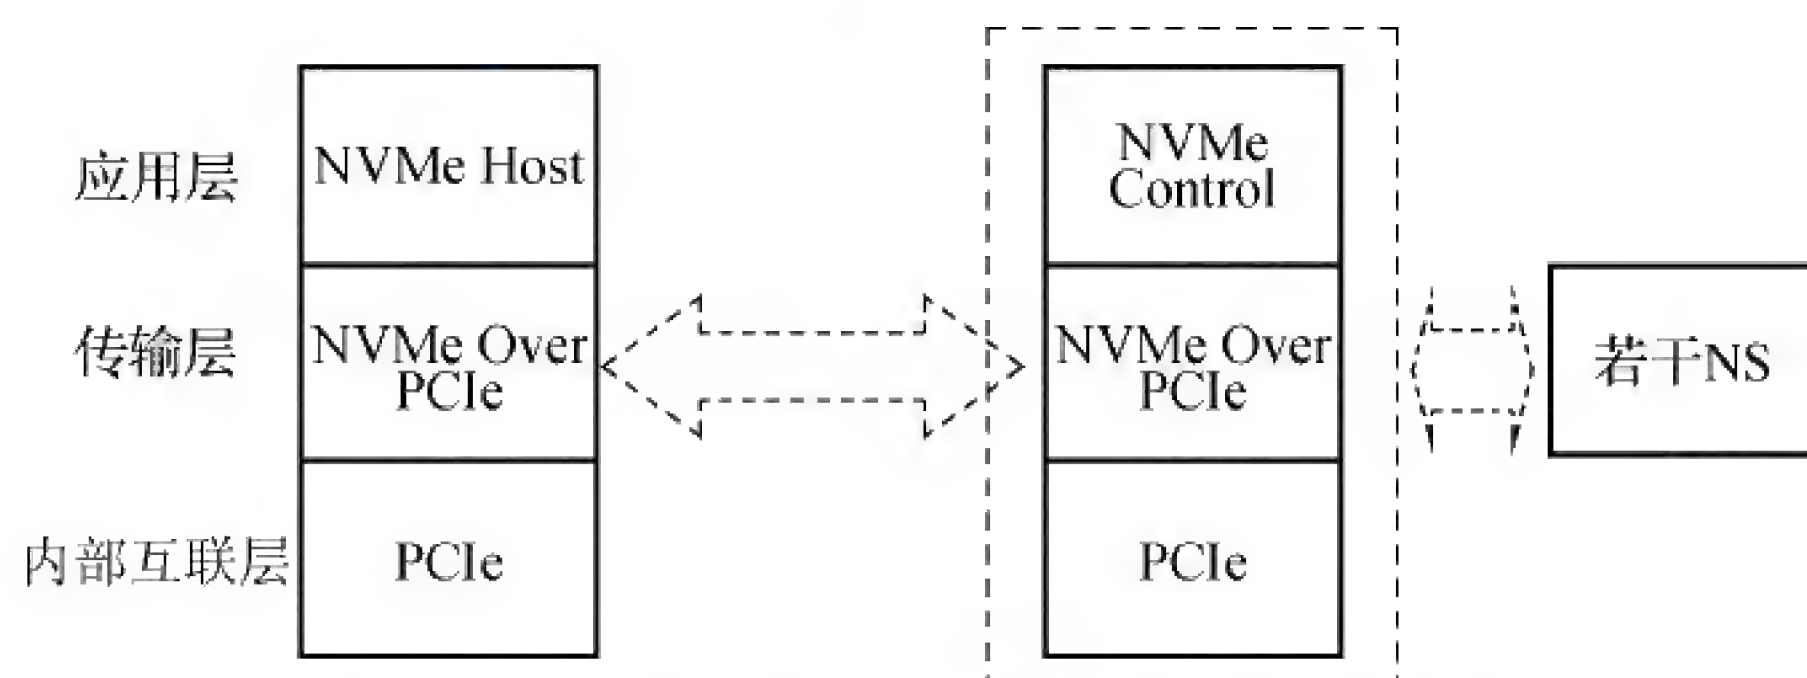 应用层
NVMe Host
NVMe
Control
传输层
NVMe Over
PCIe
NVMe Over
PCIe
若干NS
内部互联层
PCIe
PCIe